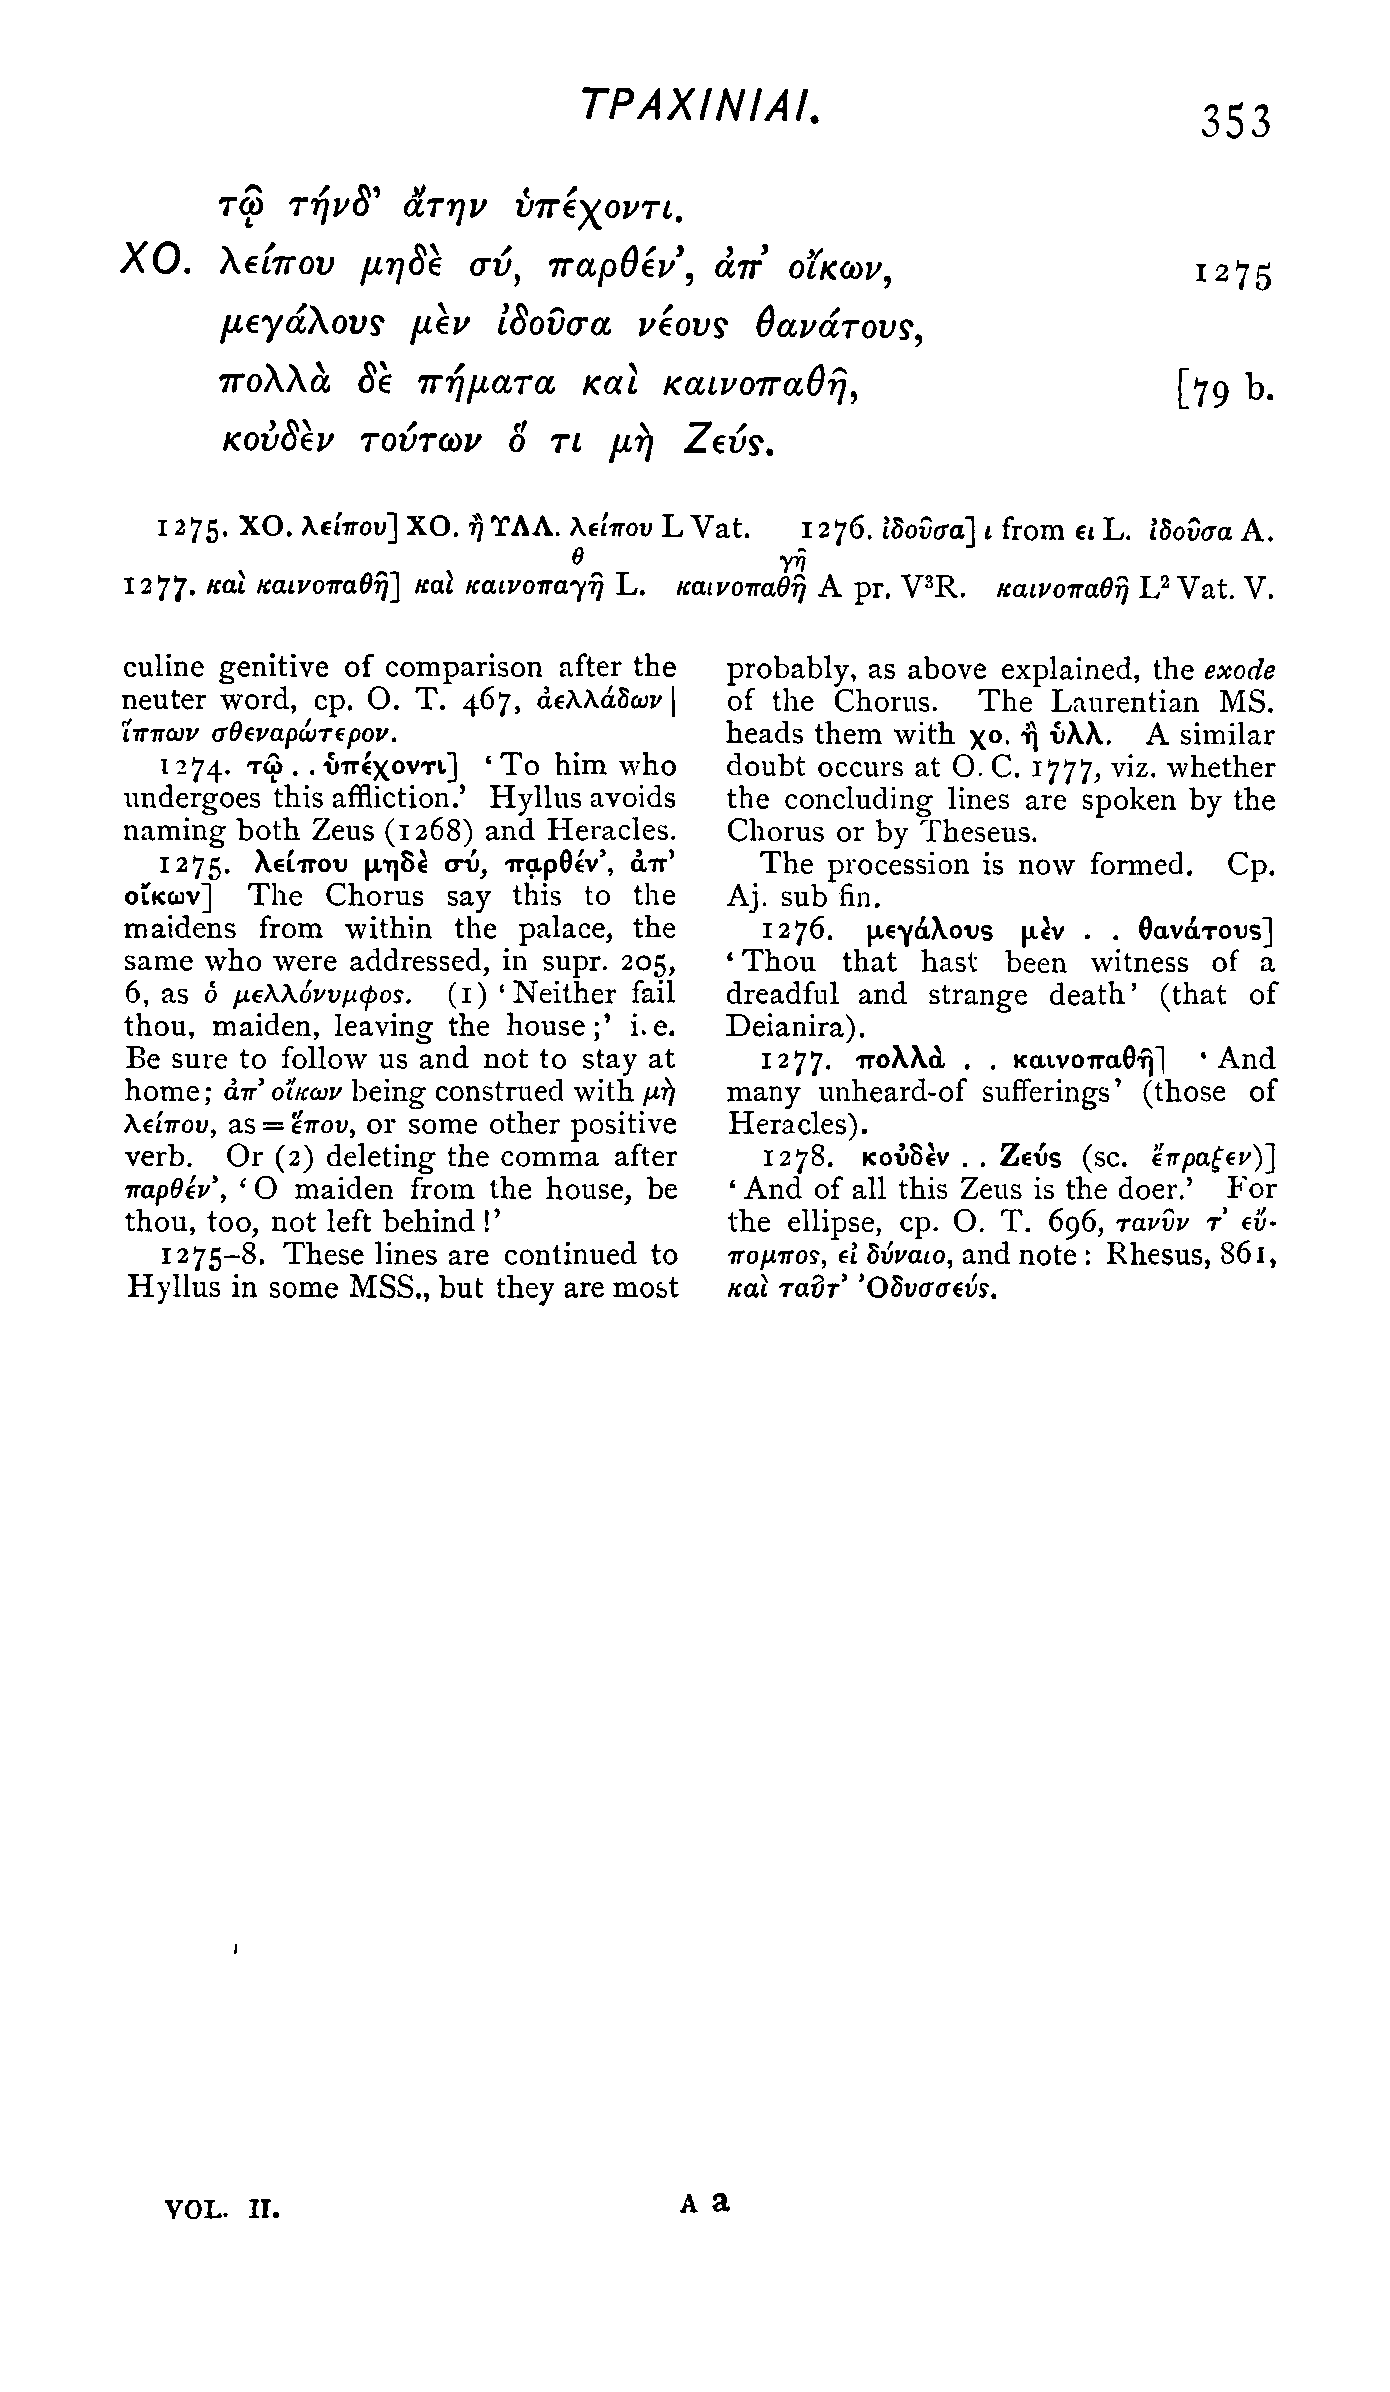 ΤΡΑΧΙΝΙΑΙ.
353
τῷ τήνδ’ ἄτην ὑπέχοντι.
ΧΟ. λείπου μηδὲ σύ, παρθέν’, ἀπ’ οἴκων, 1275
μεγάλους μὲν ἰδοῦσα νέους θανάτους,
πολλὰ δὲ πήματα καὶ καινοπαθῆ, [79 b.
κοὐδὲν τούτων ὅ τι μὴ Ζεύς.
1275. ΧΟ. λείπου] ΧΟ. ἢ ΥΛΛ. λείπου L Vat. 1276. ἰδοῦσα] ι from ει L. ἰδοῦσα A.
θ γῆ
1277. καὶ καινοπαθῆ] καὶ καινοπαγῆ L. καινοπαθῆ A pr. V³R. καινοπαθῆ L² Vat. V.
culine genitive of comparison after the
neuter word, cp. O. T. 467, ἀελλάδων |
ἵππων σθεναρώτερον.
1274. τῷ . . ὑπέχοντι] ‘To him who
undergoes this affliction.’ Hyllus avoids
naming both Zeus (1268) and Heracles.
1275. λείπου μηδὲ σύ, παρθέν’, ἀπ’
οἴκων] The Chorus say this to the
maidens from within the palace, the
same who were addressed, in supr. 205,
6, as ὁ μελλόνυμφος. (1) ‘Neither fail
thou, maiden, leaving the house;’ i. e.
Be sure to follow us and not to stay at
home; ἀπ’ οἴκων being construed with μὴ
λείπου, as = ἕπου, or some other positive
verb. Or (2) deleting the comma after
παρθέν’, ‘O maiden from the house, be
thou, too, not left behind!’
1275–8. These lines are continued to
Hyllus in some MSS., but they are most
probably, as above explained, the exode
of the Chorus. The Laurentian MS.
heads them with χο. ἢ ὑλλ. A similar
doubt occurs at O. C. 1777, viz. whether
the concluding lines are spoken by the
Chorus or by Theseus.
The procession is now formed. Cp.
Aj. sub fin.
1276. μεγάλους μὲν . . θανάτους]
‘Thou that hast been witness of a
dreadful and strange death’ (that of
Deianira).
1277. πολλὰ . . καινοπαθῆ] ‘And
many unheard-of sufferings’ (those of
Heracles).
1278. κοὐδὲν . . Ζεύς (sc. ἔπραξεν)]
‘And of all this Zeus is the doer.’ For
the ellipse, cp. O. T. 696, τανῦν τ’ εὔ-
πομπος, εἰ δύναιο, and note: Rhesus, 861,
καὶ ταῦτ’ Ὀδυσσεύς.
VOL. II. A a